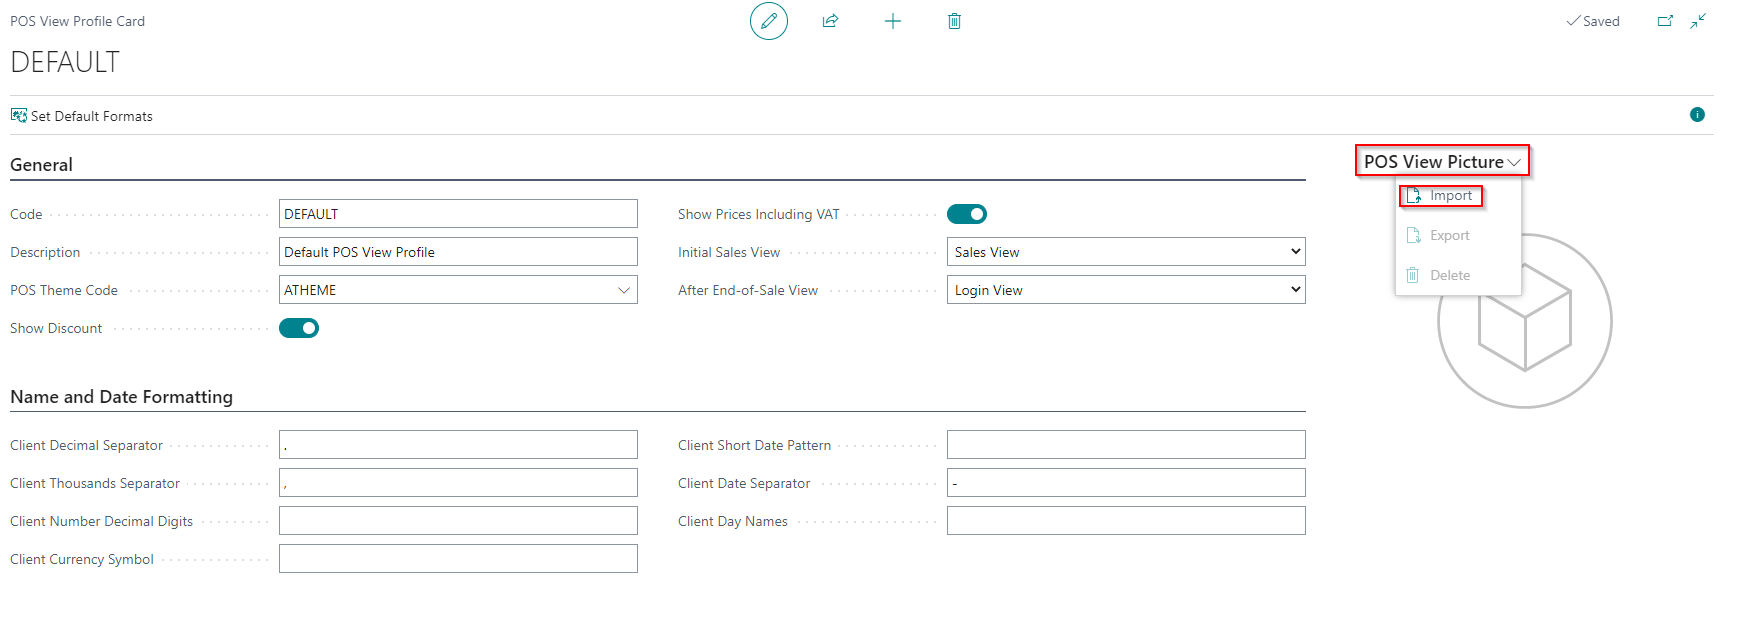 POS View Profile Card
Saved
DEFAULT
Set Default Formats
General
Code
DEFAULT
Description
Default POS View Profile
POS Theme Code
ATHEME
Show Discount
Show Prices Including VAT
Initial Sales View
Sales View
After End-of-Sale View
Login View
POS View Picture
Import
Export
Delete
Name and Date Formatting
Client Decimal Separator
.
Client Thousands Separator
,
Client Number Decimal Digits
Client Currency Symbol
Client Short Date Pattern
Client Date Separator
-
Client Day Names